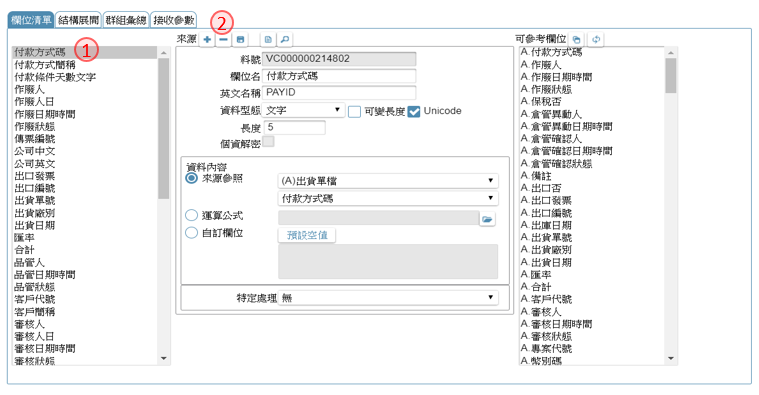 欄位清單 結構展開 群組彙總 接收參數
2
來源
可參考欄位
1
付款方式碼
付款方式簡稱
付款條件天數文字
作廢人
作廢人日
作廢日期時間
作廢狀態
傳票編號
公司中文
公司英文
出口發票
出口編號
出貨單號
出貨廠別
出貨日期
匯率
合計
品管人
品管日期時間
品管狀態
客戶代號
客戶簡稱
審核人
審核人日
審核日期時間
審核狀態
料號 VC000000214802
欄位名 付款方式碼
英文名稱 PAYID
資料型態 文字 可變長度 Unicode
長度 5
個資解密
資料內容
來源參照 (A)出貨單檔
付款方式碼
運算公式
自訂欄位 預設空值
特定處理 無
A.付款方式碼
A.作廢人
A.作廢日期時間
A.作廢狀態
A.保稅否
A.倉管異動人
A.倉管異動日期時間
A.倉管確認人
A.倉管確認日期時間
A.倉管確認狀態
A.備註
A.出口否
A.出口發票
A.出口編號
A.出庫日期
A.出貨單號
A.出貨廠別
A.出貨日期
A.匯率
A.合計
A.客戶代號
A.審核人
A.審核日期時間
A.審核狀態
A.專案代號
A.幣別碼